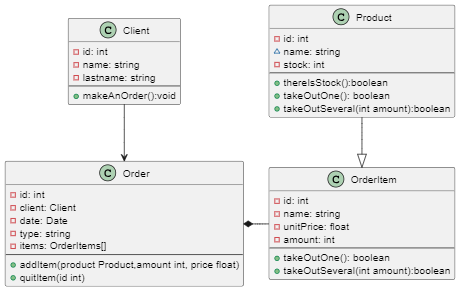 C Client
id: int
name: string
lastname: string
makeAnOrder():void
C Product
id: int
name: string
stock: int
thereIsStock():boolean
takeOutOne(): boolean
takeOutSeveral(int amount):boolean
C Order
id: int
client: Client
date: Date
type: string
items: OrderItems[]
addItem(product Product,amount int, price float)
quitItem(id int)
C OrderItem
id: int
name: string
unitPrice: float
amount: int
takeOutOne(): boolean
takeOutSeveral(int amount):boolean